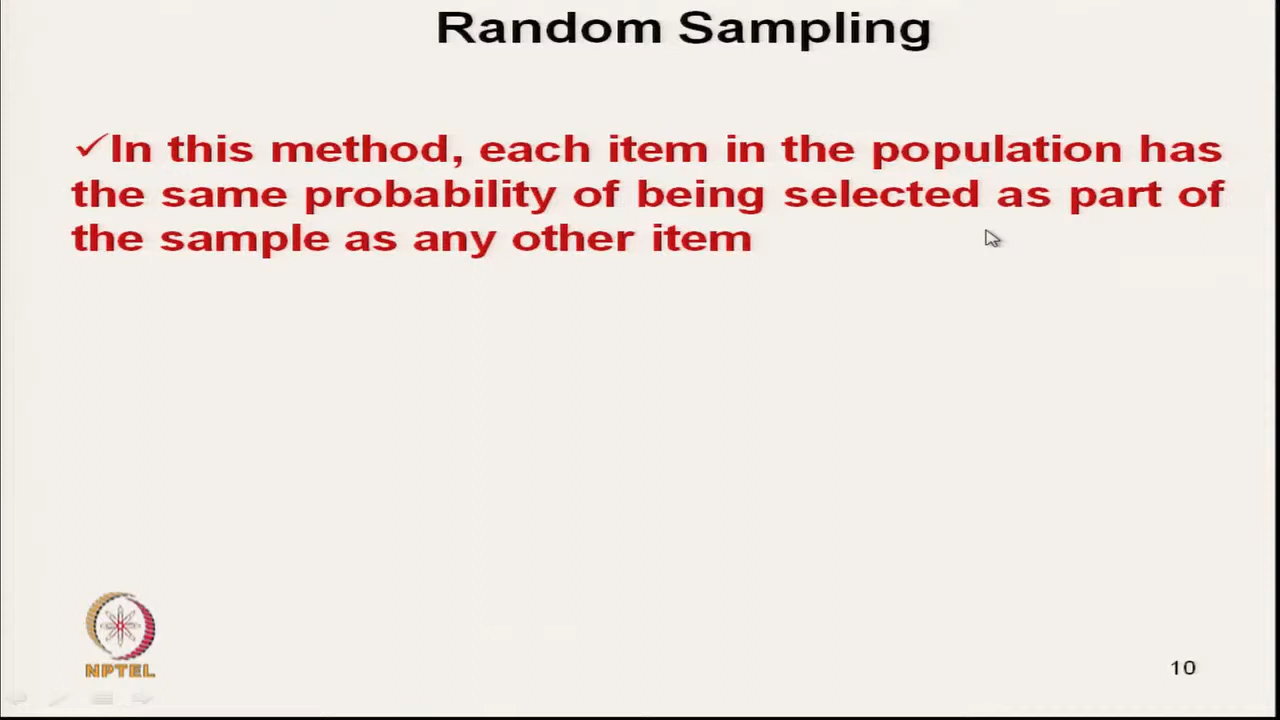 Random Sampling
✓In this method, each item in the population has
the same probability of being selected as part of
the sample as any other item
NPTEL
10